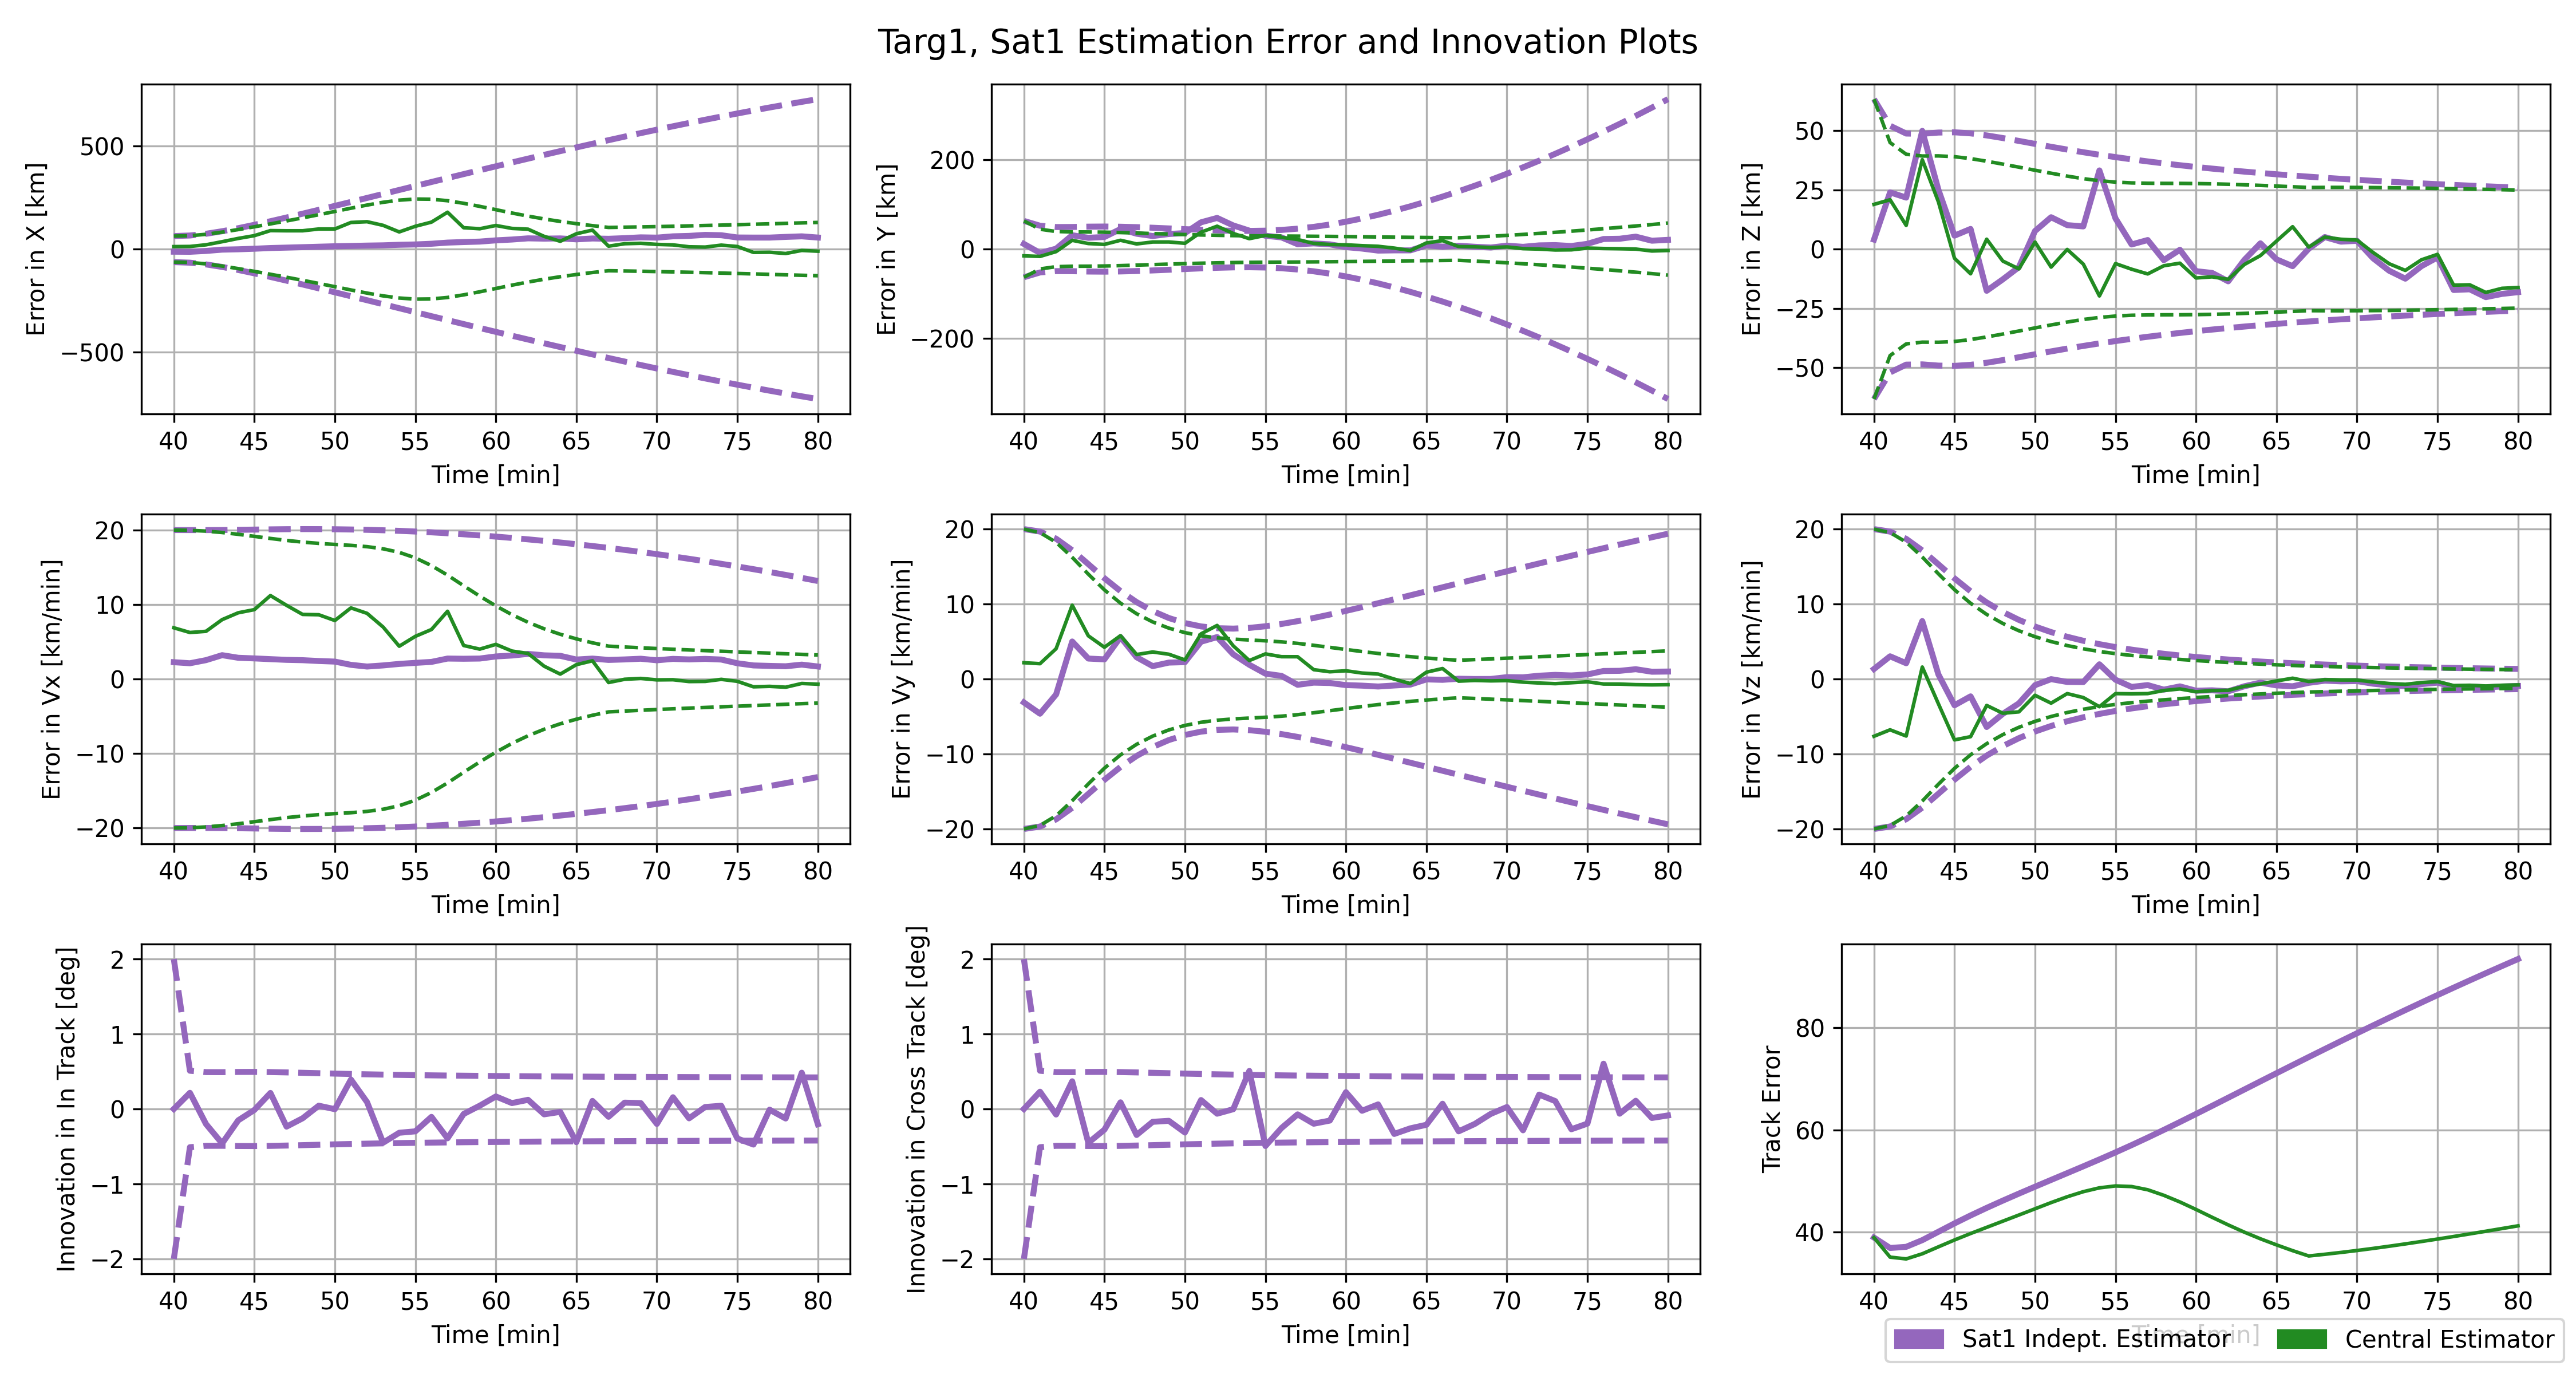 Targ1, Sat1 Estimation Error and Innovation Plots
Error in X [km]
500
0
−500
40 45 50 55 60 65 70 75 80
Time [min]
Error in Y [km]
200
0
−200
40 45 50 55 60 65 70 75 80
Time [min]
Error in Z [km]
50
25
0
−25
−50
40 45 50 55 60 65 70 75 80
Time [min]
Error in Vx [km/min]
20
10
0
−10
−20
40 45 50 55 60 65 70 75 80
Time [min]
Error in Vy [km/min]
20
10
0
−10
−20
40 45 50 55 60 65 70 75 80
Time [min]
Error in Vz [km/min]
20
10
0
−10
−20
40 45 50 55 60 65 70 75 80
Time [min]
Innovation in In Track [deg]
2
1
0
−1
−2
40 45 50 55 60 65 70 75 80
Time [min]
Innovation in Cross Track [deg]
2
1
0
−1
−2
40 45 50 55 60 65 70 75 80
Time [min]
Track Error
80
60
40
40 45 50 55 60 65 70 75 80
Time [min]
Sat1 Indept. Estimator
Central Estimator